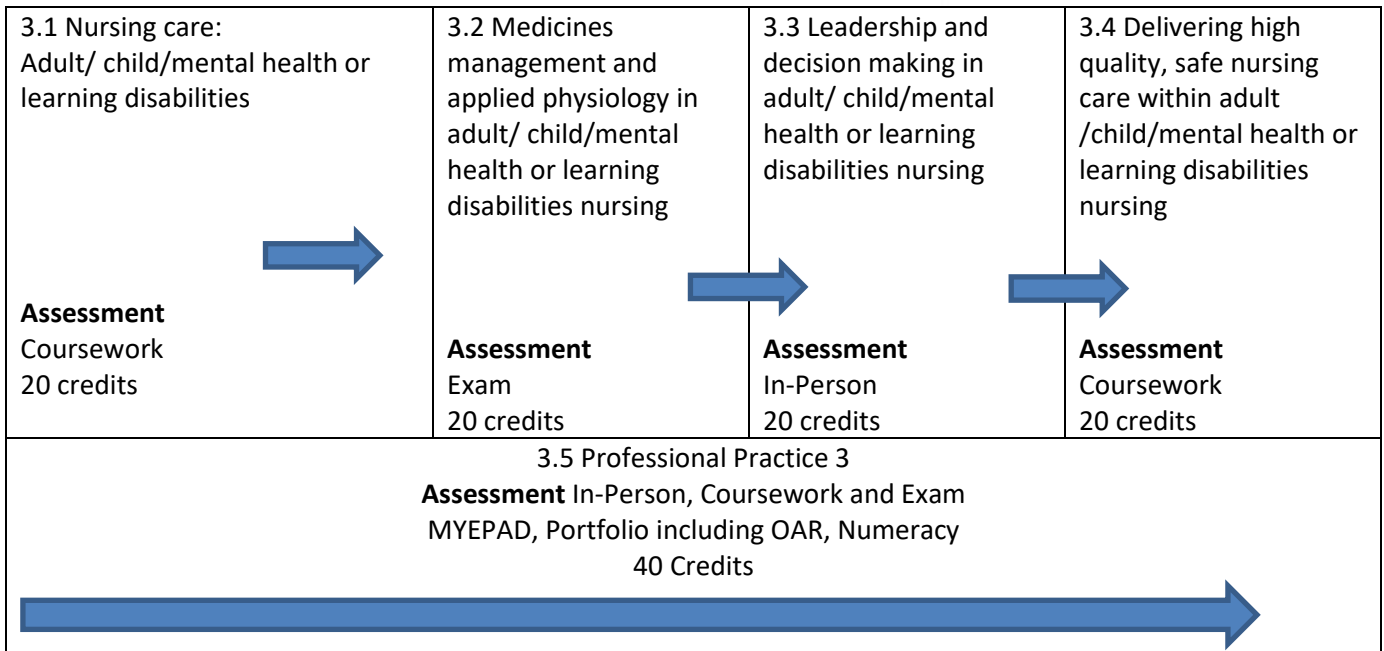 3.1 Nursing care:
Adult/ child/mental health or
learning disabilities
Assessment
Coursework
20 credits
3.2 Medicines
management and
applied physiology in
adult/ child/mental
health or learning
disabilities nursing
Assessment
Exam
20 credits
3.3 Leadership and
decision making in
adult/ child/mental
health or learning
disabilities nursing
Assessment
In-Person
20 credits
3.4 Delivering high
quality, safe nursing
care within adult
/child/mental health or
learning disabilities
nursing
Assessment
Coursework
20 credits
3.5 Professional Practice 3
Assessment In-Person, Coursework and Exam
MYEPAD, Portfolio including OAR, Numeracy
40 Credits